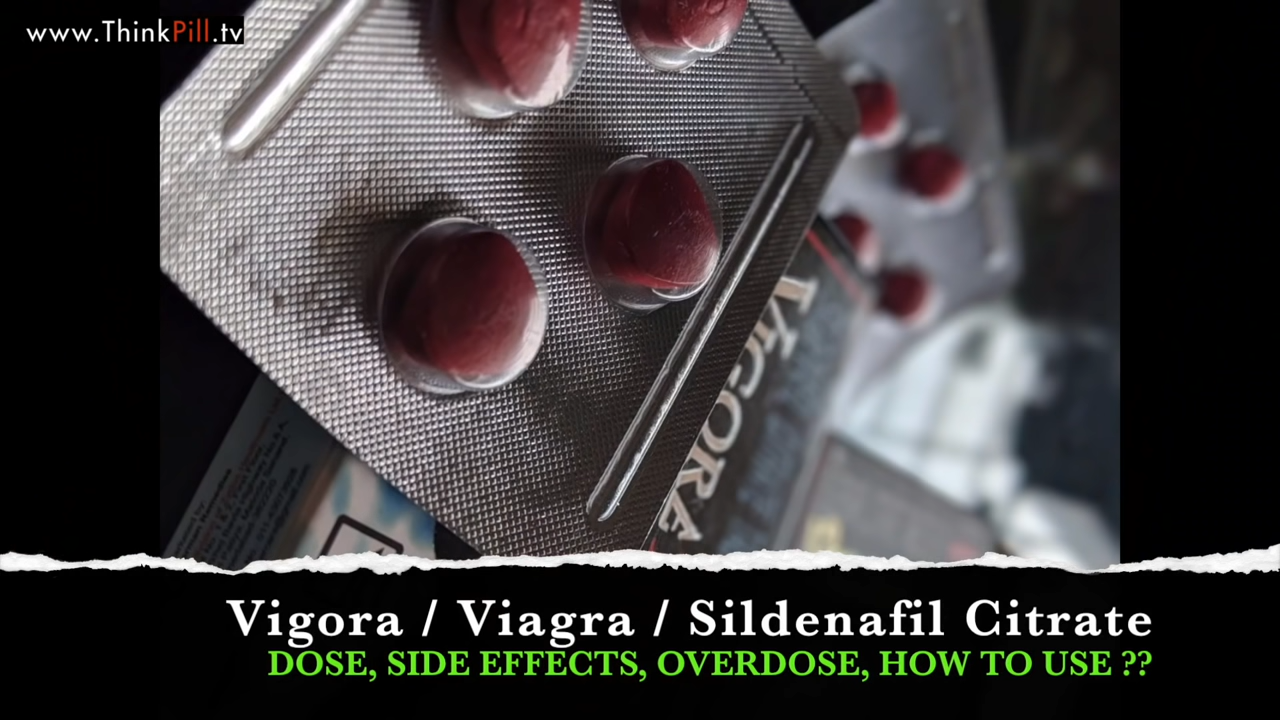 www.ThinkPill.tv
VIGORA
Vigora / Viagra / Sildenafil Citrate
DOSE, SIDE EFFECTS, OVERDOSE, HOW TO USE ??